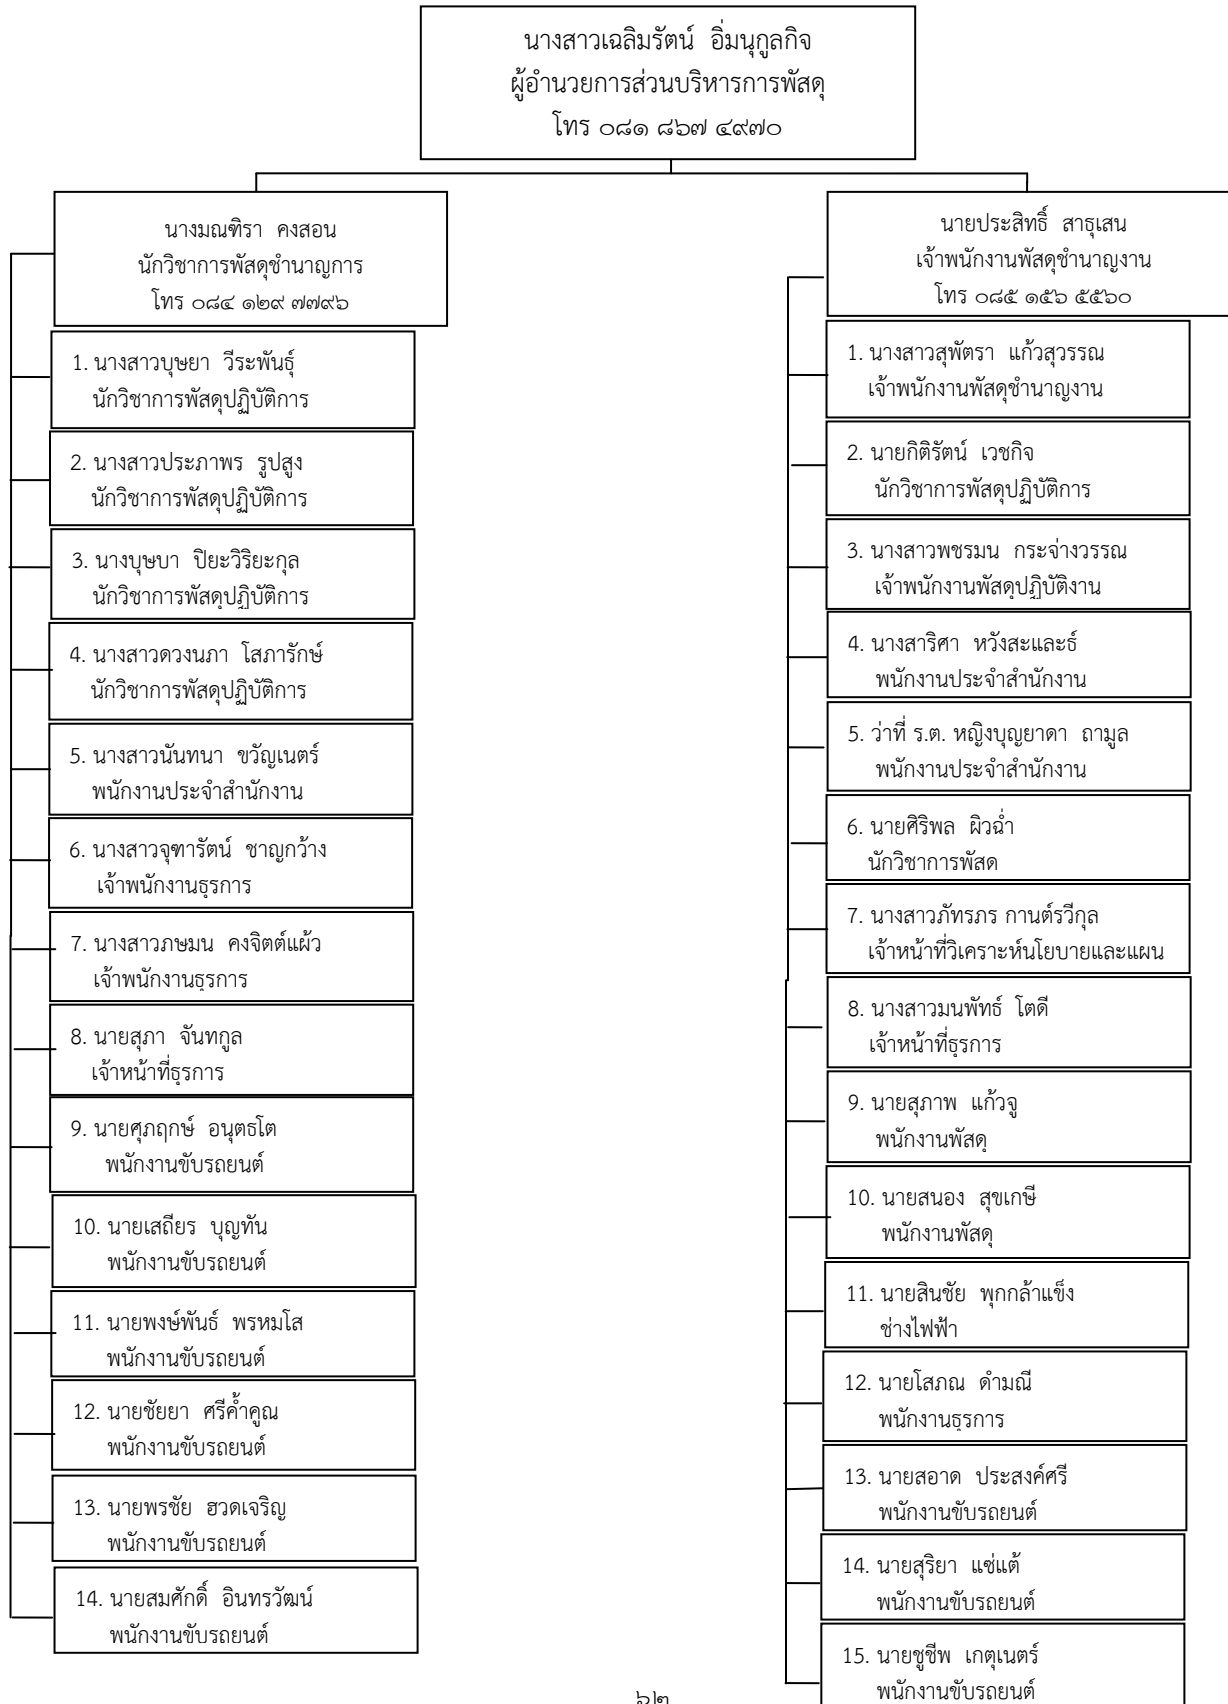 นางสาวเฉลิมรัตน์ อิ่มนุกูลกิจ
ผู้อำนวยการส่วนบริหารการพัสดุ
โทร ๐๘๑ ๘๖๗ ๔๙๗๐
นางมณฑิรา คงสอน
นักวิชาการพัสดุชำนาญการ
โทร ๐๘๔ ๑๒๙ ๗๗๙๖
1. นางสาวบุษยา วีระพันธุ์
นักวิชาการพัสดุปฏิบัติการ
2. นางสาวประภาพร รูปสูง
นักวิชาการพัสดุปฏิบัติการ
3. นางบุษบา ปิยะวิริยะกุล
นักวิชาการพัสดุปฏิบัติการ
4. นางสาวดวงนภา โสภารักษ์
นักวิชาการพัสดุปฏิบัติการ
5. นางสาวนันทนา ขวัญเนตร์
พนักงานประจำสำนักงาน
6. นางสาวจุฑารัตน์ ชาญกว้าง
เจ้าพนักงานธุรการ
7. นางสาวภษมน คงจิตต์แผ้ว
เจ้าพนักงานธุรการ
8. นายสุภา จันทกูล
เจ้าหน้าที่ธุรการ
9. นายศุภฤกษ์ อนุตธโต
พนักงานขับรถยนต์
10. นายเสถียร บุญทัน
พนักงานขับรถยนต์
11. นายพงษ์พันธ์ พรหมโส
พนักงานขับรถยนต์
12. นายชัยยา ศรีค้ำคูณ
พนักงานขับรถยนต์
13. นายพรชัย ฮวดเจริญ
พนักงานขับรถยนต์
14. นายสมศักดิ์ อินทรวัฒน์
พนักงานขับรถยนต์
นายประสิทธิ์ สาธุเสน
เจ้าพนักงานพัสดุชำนาญงาน
โทร ๐๘๕ ๑๕๖ ๕๕๖๐
1. นางสาวสุพัตรา แก้วสุวรรณ
เจ้าพนักงานพัสดุชำนาญงาน
2. นายกิติรัตน์ เวชกิจ
นักวิชาการพัสดุปฏิบัติการ
3. นางสาวพชรมน กระจ่างวรรณ
เจ้าพนักงานพัสดุปฏิบัติงาน
4. นางสาริศา หวังสะและธ์
พนักงานประจำสำนักงาน
5. ว่าที่ ร.ต. หญิงบุญยาดา ถามูล
พนักงานประจำสำนักงาน
6. นายศิริพล ผิวฉ่ำ
นักวิชาการพัสด
7. นางสาวภัทรภร กานต์รวีกุล
เจ้าหน้าที่วิเคราะห์นโยบายและแผน
8. นางสาวมนพัทธ์ โตดี
เจ้าหน้าที่ธุรการ
9. นายสุภาพ แก้วจู
พนักงานพัสดุ
10. นายสนอง สุขเกษี
พนักงานพัสดุ
11. นายสินชัย พุกกล้าแข็ง
ช่างไฟฟ้า
12. นายโสภณ ดำมณี
พนักงานธุรการ
13. นายสอาด ประสงค์ศรี
พนักงานขับรถยนต์
14. นายสุริยา แซ่แต้
พนักงานขับรถยนต์
15. นายชูชีพ เกตุเนตร์
พนักงานขับรถยนต์
๖๒